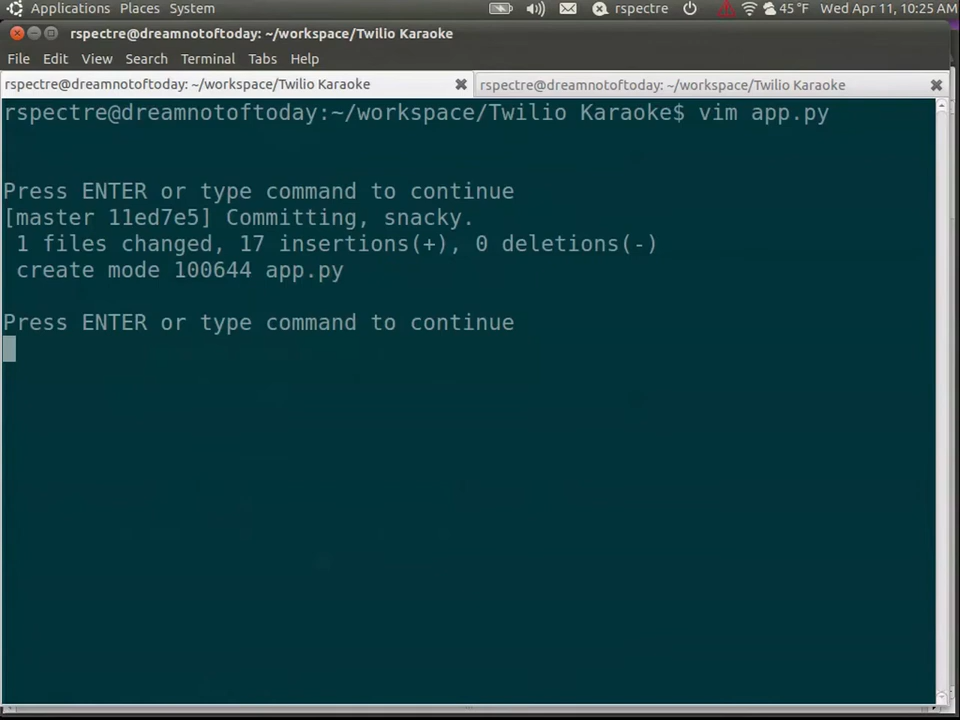 Applications Places System rspectre 45 °F Wed Apr 11, 10:25 AM
rspectre@dreamnotoftoday: ~/workspace/Twilio Karaoke
File Edit View Search Terminal Tabs Help
rspectre@dreamnotoftoday: ~/workspace/Twilio Karaoke rspectre@dreamnotoftoday: ~/workspace/Twilio Karaoke
rspectre@dreamnotoftoday:~/workspace/Twilio Karaoke$ vim app.py
Press ENTER or type command to continue
[master 11ed7e5] Committing, snacky.
1 files changed, 17 insertions(+), 0 deletions(-)
create mode 100644 app.py
Press ENTER or type command to continue